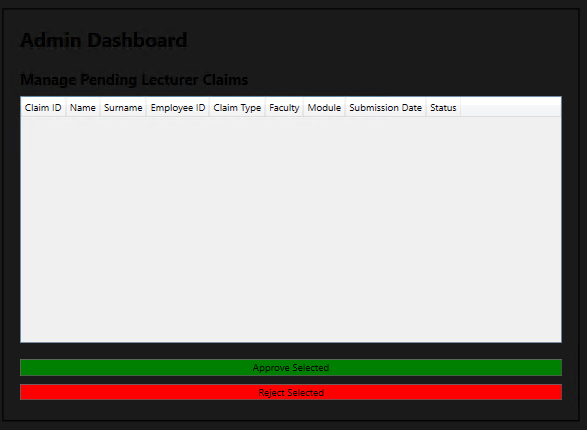 Admin Dashboard
Manage Pending Lecturer Claims
Claim ID Name Surname Employee ID Claim Type Faculty Module Submission Date Status
Approve Selected
Reject Selected